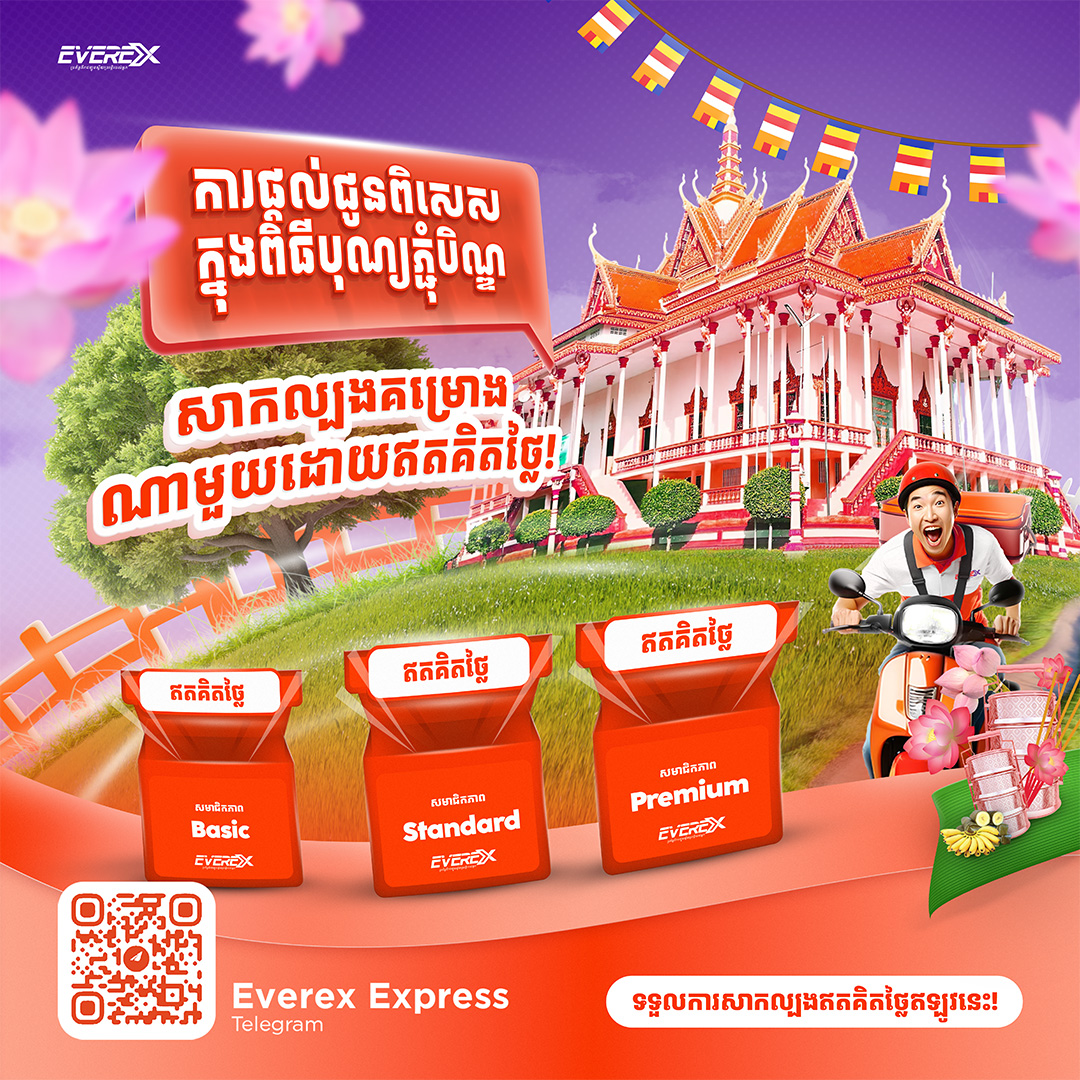 EVEREX
ការផ្តល់ជូនពិសេស
ក្នុងពិធីបុណ្យភ្ជុំបិណ្ឌ
សាកល្បងគម្រោង
ណាមួយដោយឥតគិតថ្លៃ!
ឥតគិតថ្លៃ
សមាជិកភាព
Basic
EVEREX
ឥតគិតថ្លៃ
សមាជិកភាព
Standard
EVEREX
ឥតគិតថ្លៃ
សមាជិកភាព
Premium
EVEREX
Everex Express
Telegram
ទទួលការសាកល្បងឥតគិតថ្លៃឥឡូវនេះ!